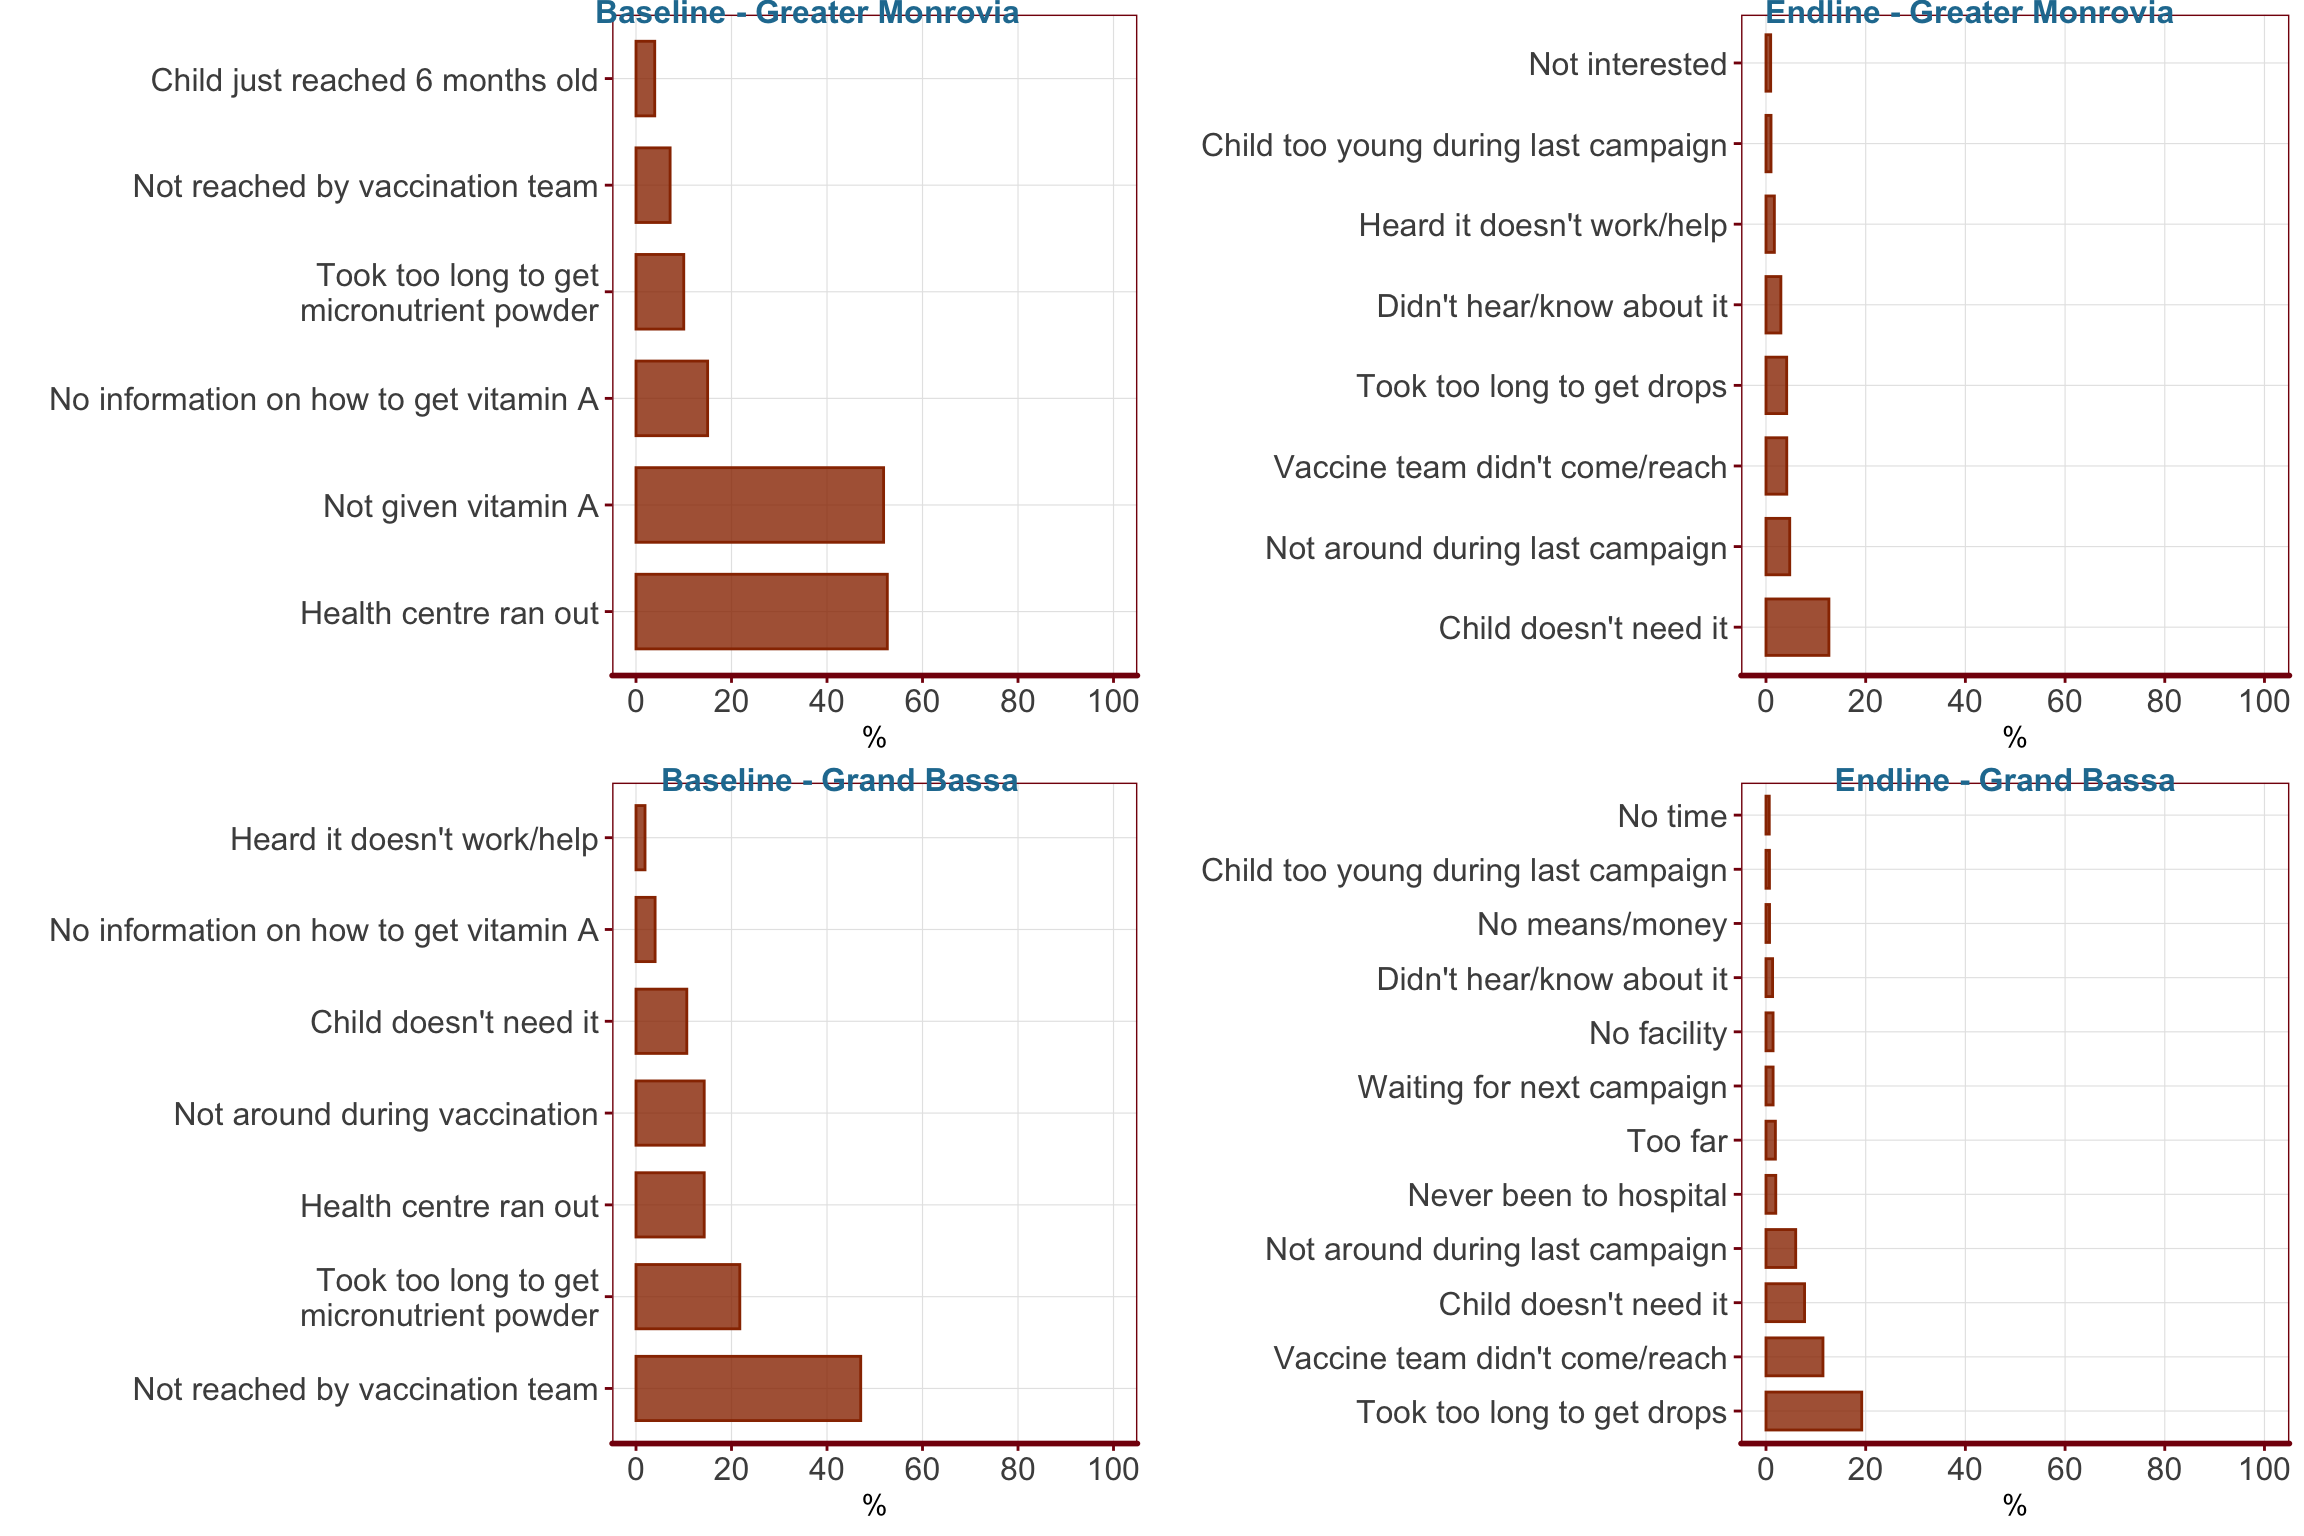 Baseline - Greater Monrovia
Child just reached 6 months old
Not reached by vaccination team
Took too long to get
micronutrient powder
No information on how to get vitamin A
Not given vitamin A
Health centre ran out
0 20 40 60 80 100
%
Endline - Greater Monrovia
Not interested
Child too young during last campaign
Heard it doesn't work/help
Didn't hear/know about it
Took too long to get drops
Vaccine team didn't come/reach
Not around during last campaign
Child doesn't need it
0 20 40 60 80 100
%
Baseline - Grand Bassa
Heard it doesn't work/help
No information on how to get vitamin A
Child doesn't need it
Not around during vaccination
Health centre ran out
Took too long to get
micronutrient powder
Not reached by vaccination team
0 20 40 60 80 100
%
Endline - Grand Bassa
No time
Child too young during last campaign
No means/money
Didn't hear/know about it
No facility
Waiting for next campaign
Too far
Never been to hospital
Not around during last campaign
Child doesn't need it
Vaccine team didn't come/reach
Took too long to get drops
0 20 40 60 80 100
%